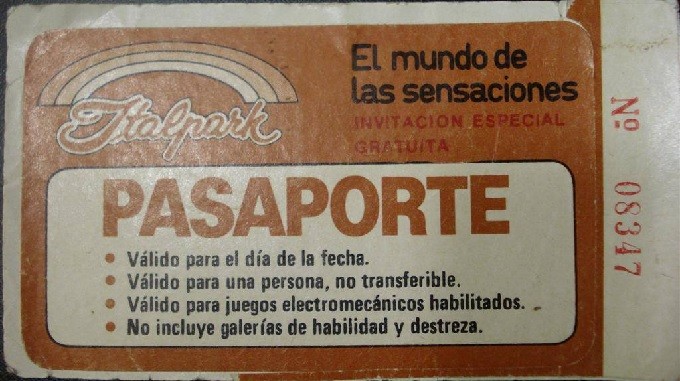 Italpark
El mundo de
las sensaciones
INVITACION ESPECIAL
GRATUITA
PASAPORTE
• Válido para el día de la fecha.
• Válido para una persona, no transferible.
• Válido para juegos electromecánicos habilitados.
• No incluye galerías de habilidad y destreza.
Nº 08347